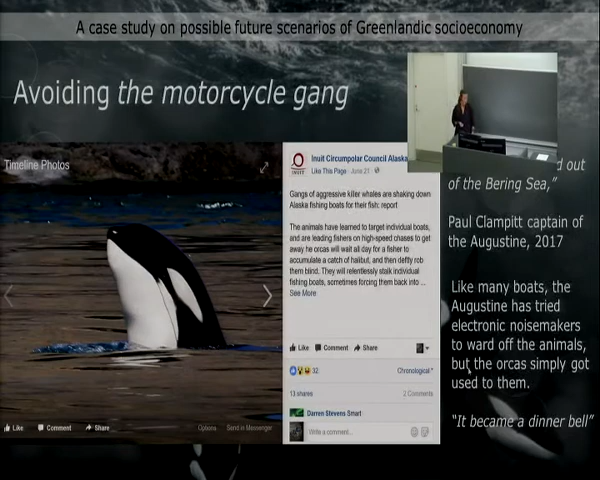 A case study on possible future scenarios of Greenlandic socioeconomy
Avoiding the motorcycle gang
Timeline Photos
Inuit Circumpolar Council Alaska
Like This Page · June 21
Gangs of aggressive killer whales are shaking down
Alaska fishing boats for their fish: report
The animals have learned to target individual boats,
and are leading fishers on high-speed chases to get
away he orcas will wait all day for a fisher to
accumulate a catch of halibut, and then deftly rob
them blind. They will relentlessly stalk individual
fishing boats, sometimes forcing them back into ...
See More
Like Comment Share
32
Chronological
13 shares
2 Comments
Darren Stevens Smart
Write a comment...
Like Comment Share
Options Send in Messenger
d out
of the Bering Sea,”
Paul Clampitt captain of
the Augustine, 2017
Like many boats, the
Augustine has tried
electronic noisemakers
to ward off the animals,
but the orcas simply got
used to them.
“It became a dinner bell”